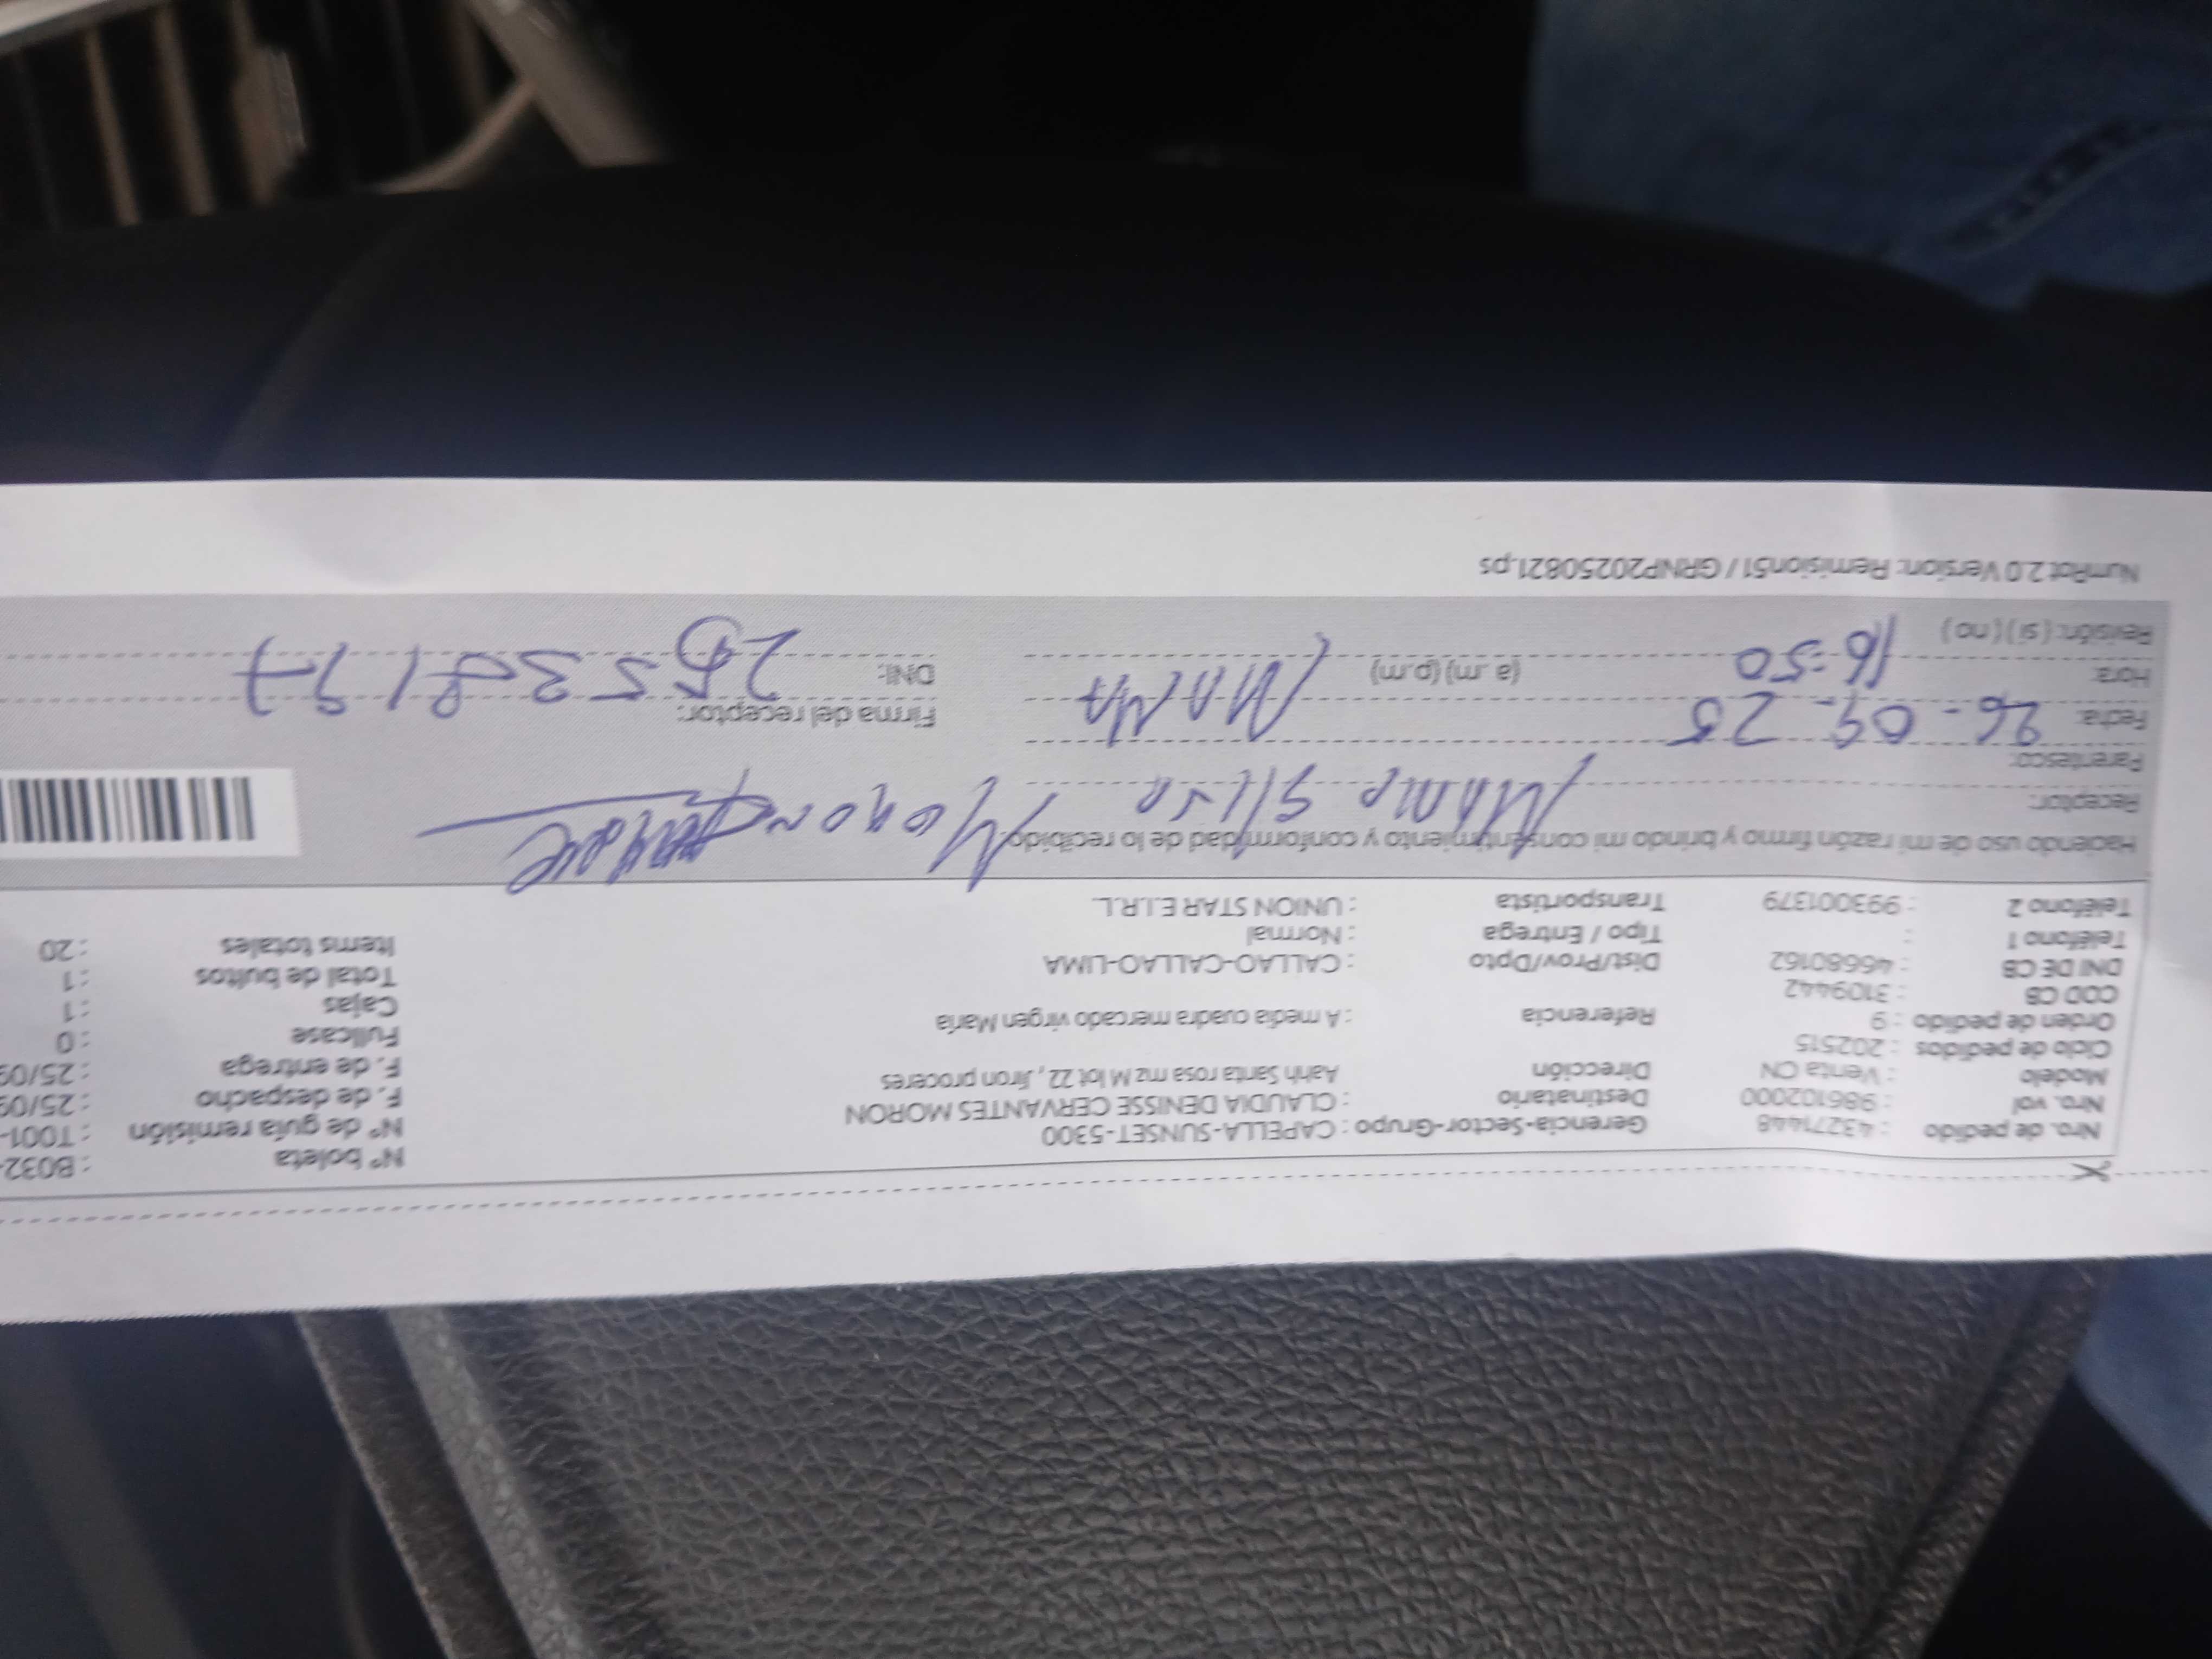 Nro. de pedido : 43271448 Gerencia-Sector-Grupo : CAPELLA-SUNSET-5300 N° boleta : B032-
Nro. vol : 986102000 Destinatario : CLAUDIA DENISSE CERVANTES MORON N° de guía remisión : T001-
Modelo : Venta CN Dirección Aahh Santa rosa mz M lot 22, Jiron proceres F. de despacho : 25/09
Ciclo de pedidos : 202515 F. de entrega : 25/09
Orden de pedido : 9 Referencia : A media cuadra mercado virgen María Fullcase : 0
COD CB : 3109442 Cajas : 1
DNI DE CB : 46680162 Dist/Prov/Dpto : CALLAO-CALLAO-LIMA Total de bultos : 1
Teléfono 1 : Tipo / Entrega : Normal Items totales : 20
Teléfono 2 : 993001379 Transportista : UNION STAR E.I.R.L.
Haciendo uso de mi razón firmo y brindo mi consentimiento y conformidad de lo recibido.
Receptor: Moron
Parentesco: MAMA
Fecha: 26-09-25 Firma del receptor:
Hora: 16:50 (a.m) (p.m) DNI: 25538197
Revisión: (si) (no)
NumRot 2.0 Version: Remision51 / GRNP20250821.ps